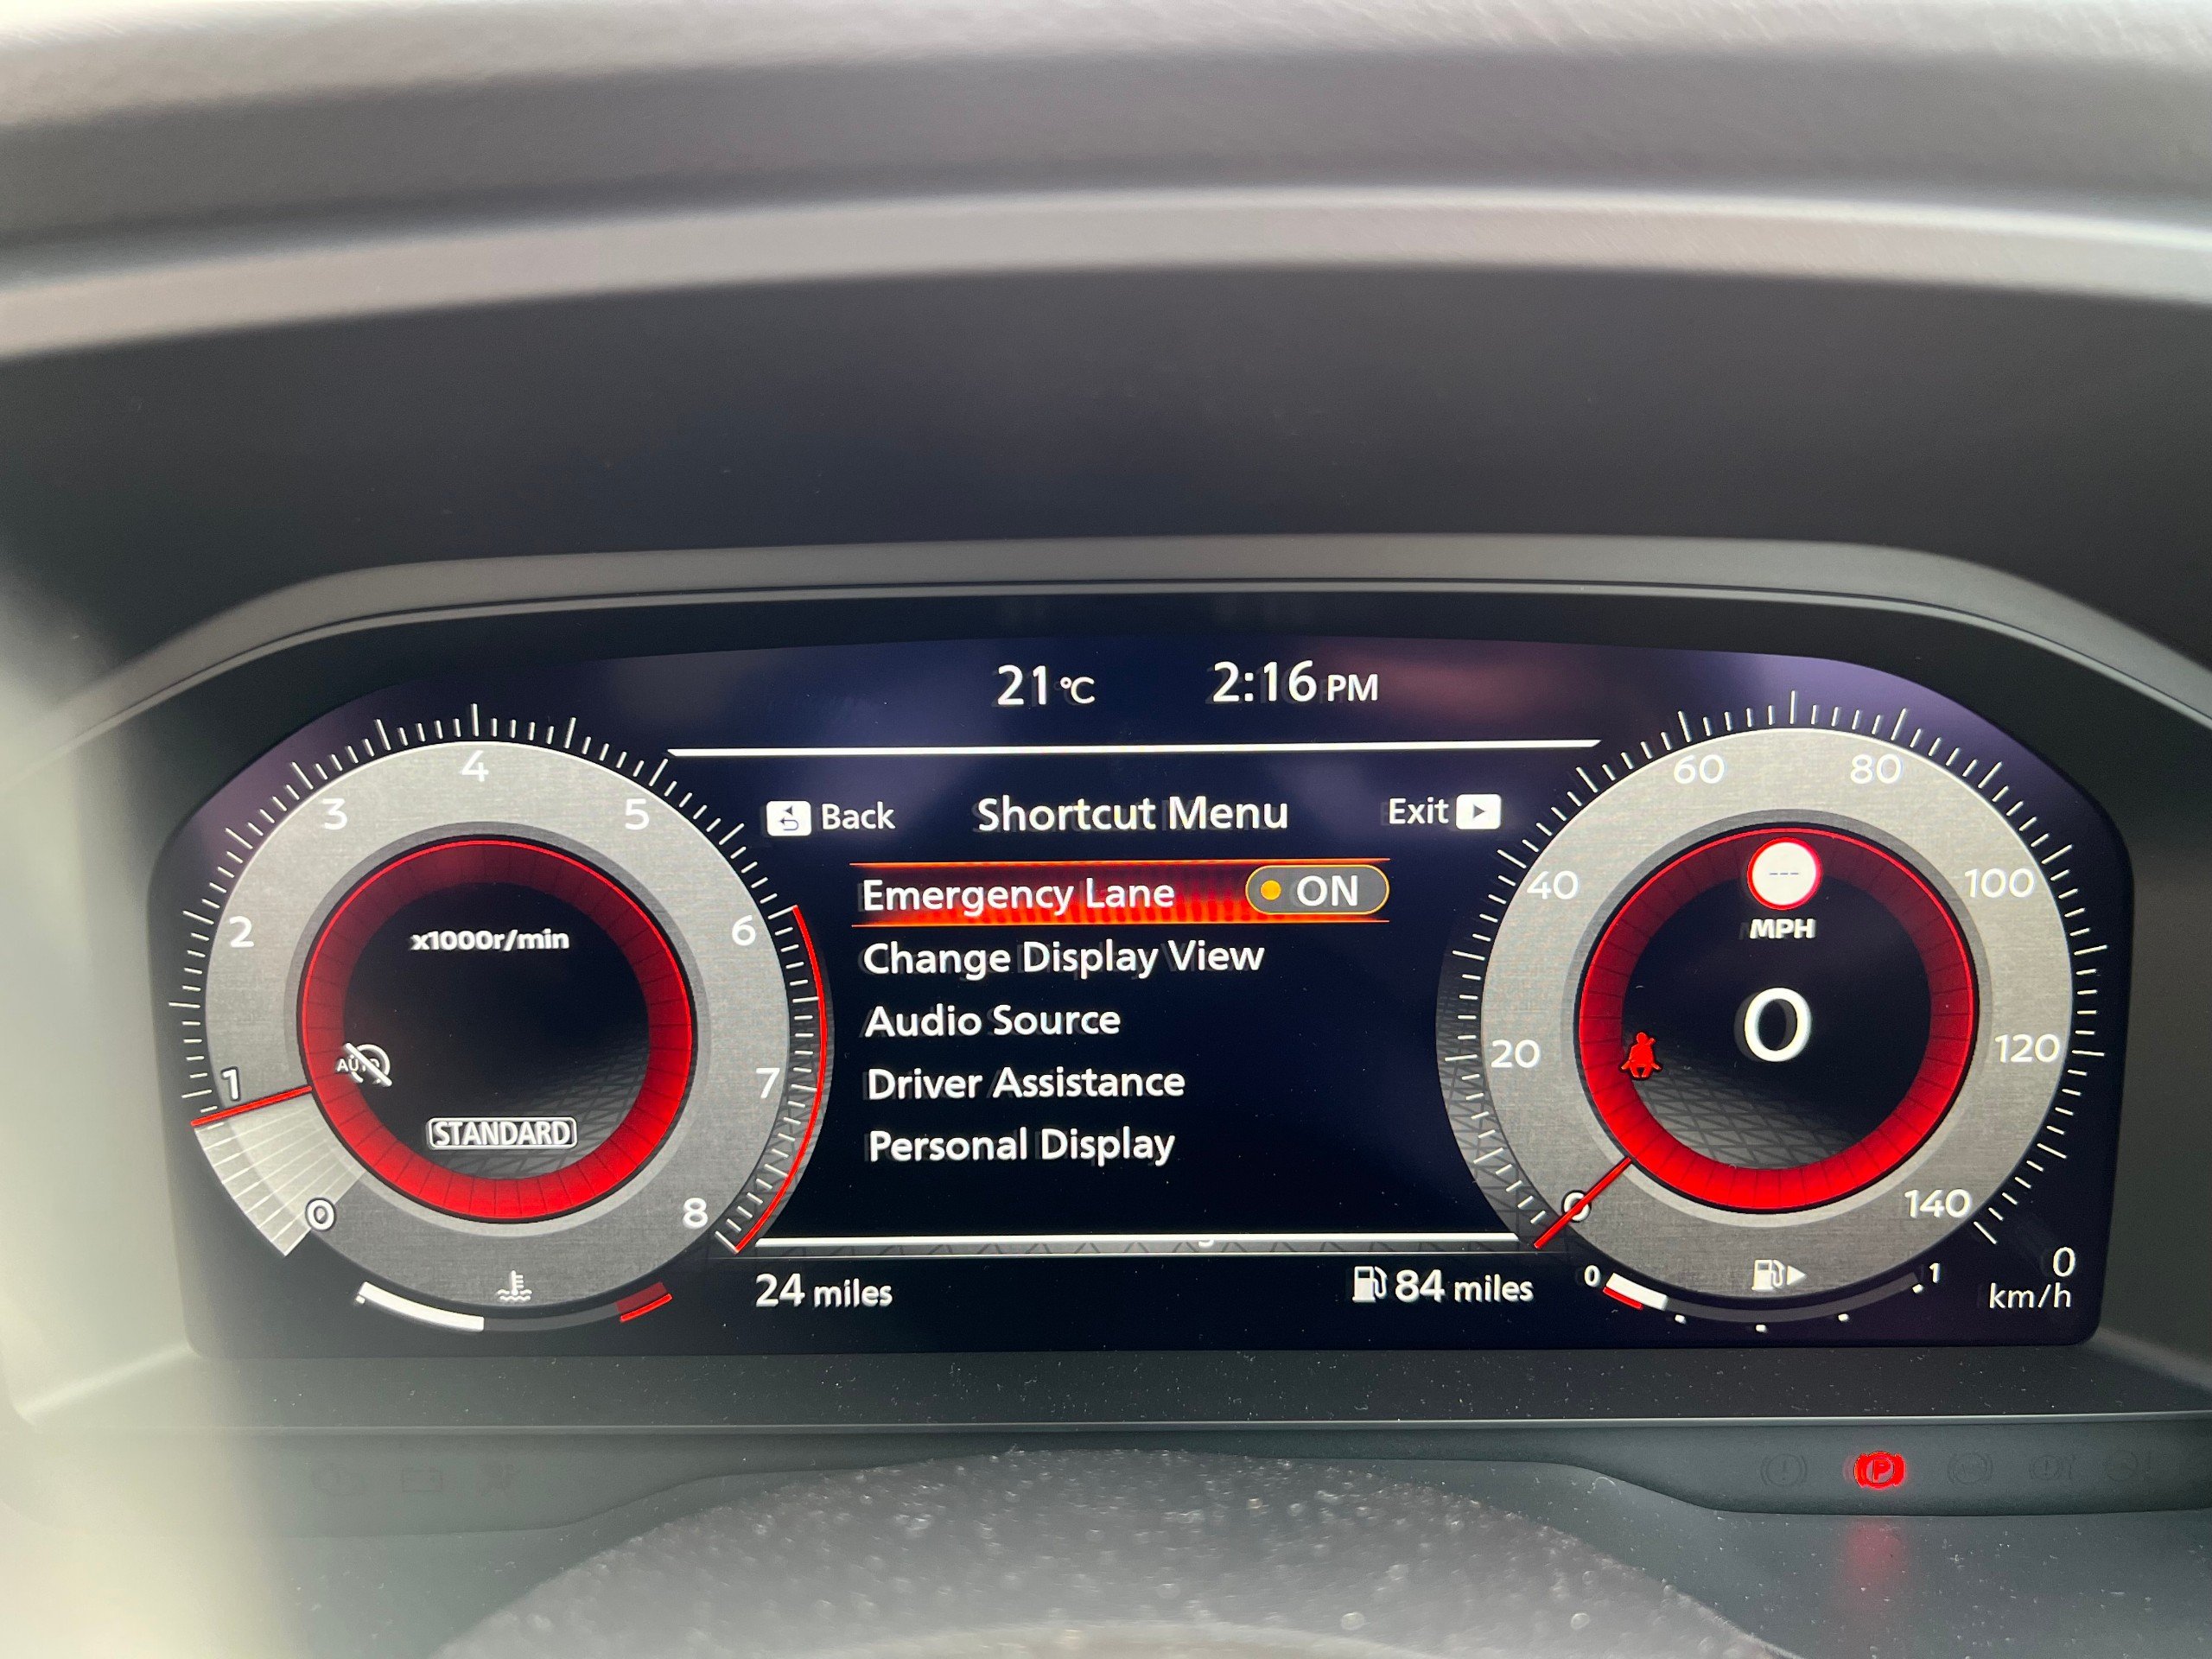 21°C 2:16 PM
Back Shortcut Menu Exit
Emergency Lane ON
Change Display View
Audio Source
Driver Assistance
Personal Display
0 1 2 3 4 5 6 7 8
x1000r/min
AUTO
STANDARD
0 20 40 60 80 100 120 140
---
MPH
0
24 miles
84 miles
0 1
0
km/h
P